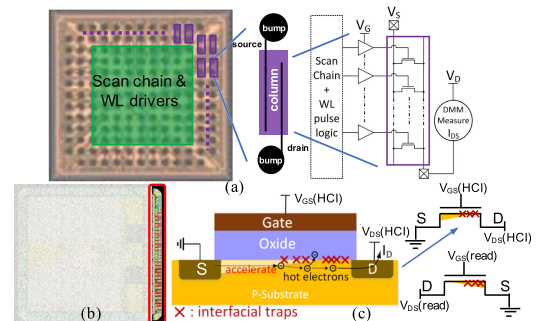 bump
source
column
drain
bump
Scan chain &
WL drivers
(a)
V_G
V_S
Scan
Chain
+
WL
pulse
logic
V_D
DMM
Measure
I_DS
(b)
V_GS(HCI)
Gate
Oxide
V_DS(HCI)
I_D
S
accelerate
hot electrons
D
P-Substrate
× : interfacial traps
(c)
V_GS(HCI)
S
D
V_DS(HCI)
V_GS(read)
D
S
V_DS(read)